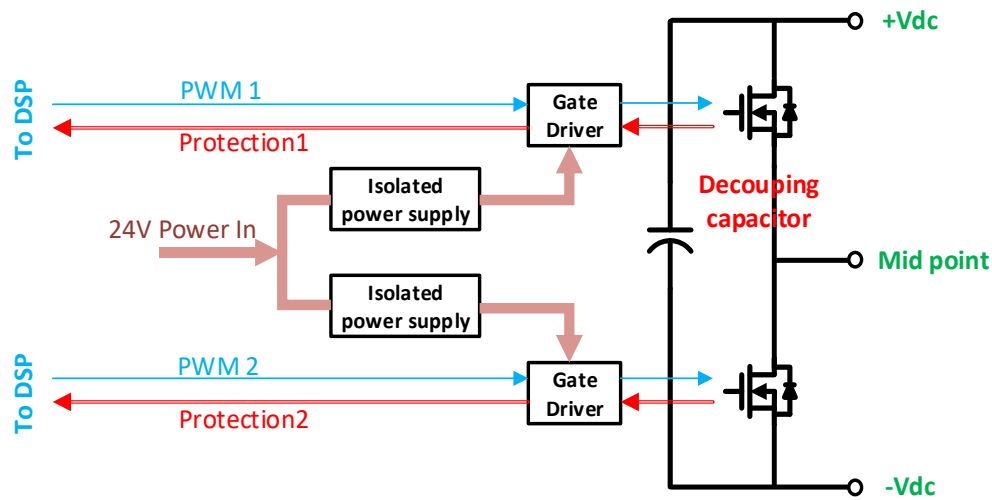 +Vdc
To DSP
PWM 1
Protection1
Gate
Driver
Isolated
power supply
Decouping
capacitor
24V Power In
Mid point
Isolated
power supply
To DSP
PWM 2
Protection2
Gate
Driver
-Vdc